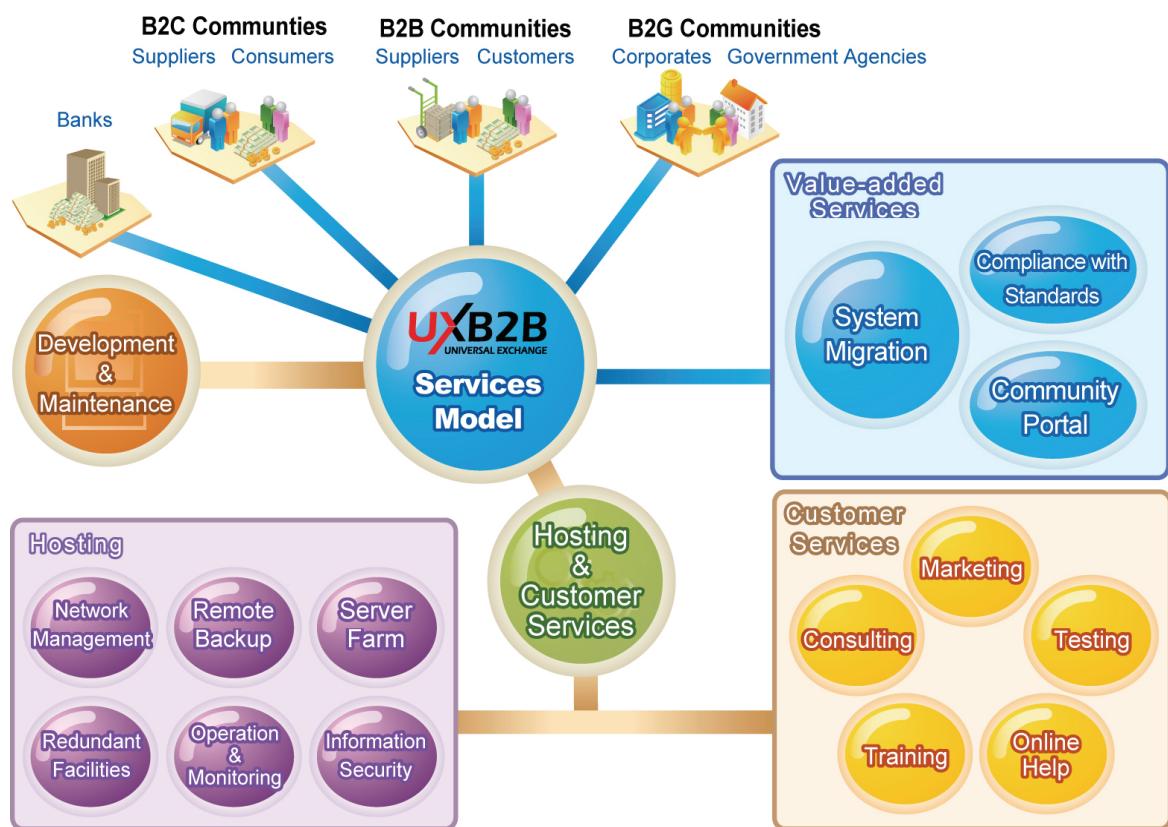 B2C Communties
Suppliers Consumers
B2B Communities
Suppliers Customers
B2G Communities
Corporates Government Agencies
Banks
UXB2B
UNIVERSAL EXCHANGE
Services
Model
Development
&
Maintenance
Value-added
Services
System
Migration
Compliance with
Standards
Community
Portal
Hosting
&
Customer
Services
Hosting
Network
Management
Remote
Backup
Server
Farm
Redundant
Facilities
Operation
&
Monitoring
Information
Security
Customer
Services
Marketing
Consulting
Testing
Training
Online
Help